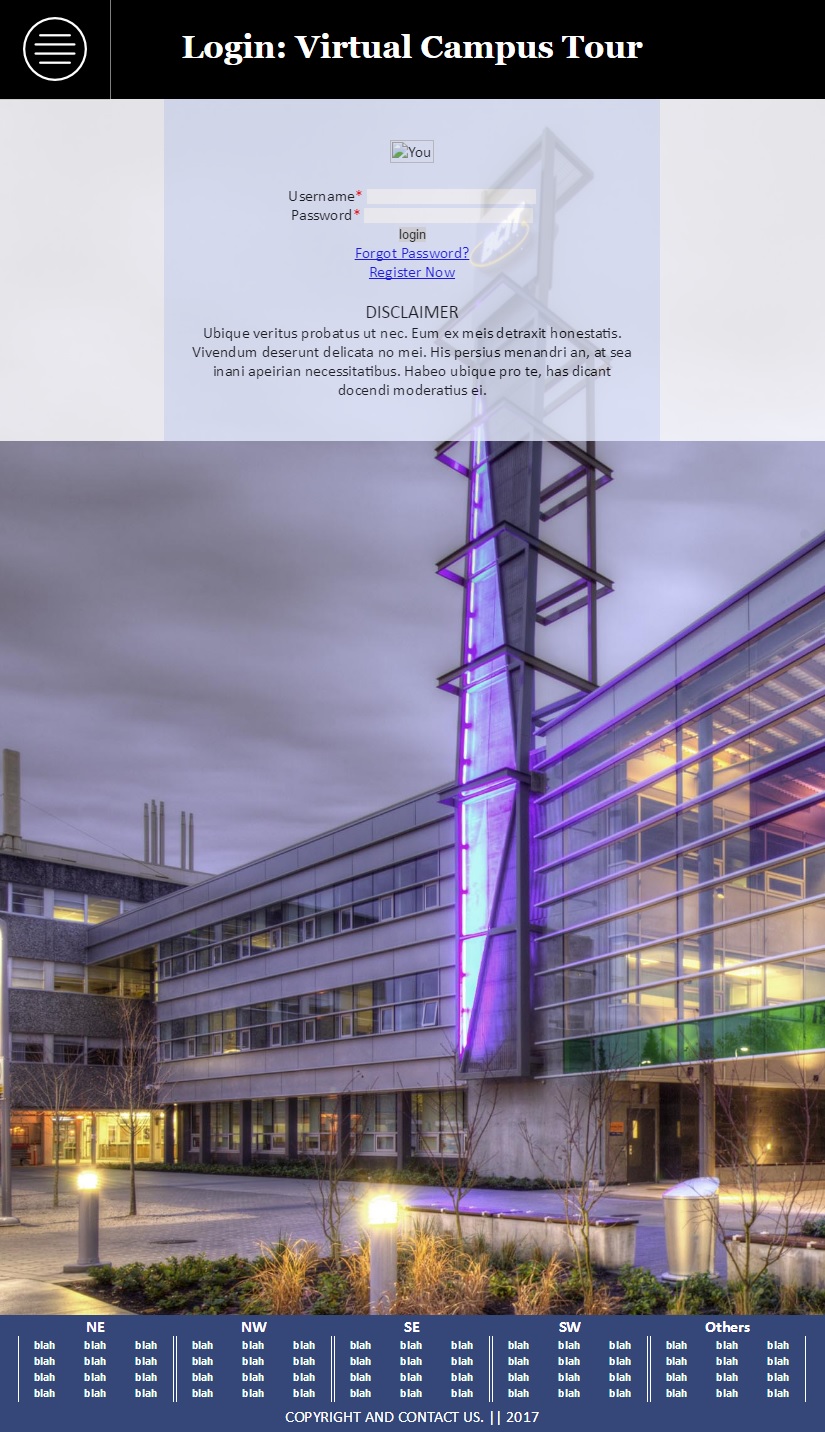 Login: Virtual Campus Tour
You
Username*
BCIT
Password*
login
Forgot Password?
Register Now
DISCLAIMER
Ubique veritus probatus ut nec. Eum ex meis detraxit honestatis.
Vivendum deserunt delicata no mei. His persius menandri an, at sea
inani apeirian necessitatibus. Habeo ubique pro te, has dicant
docendi moderatius ei.
NE NW SE SW Others
blah blah blah blah blah blah blah blah blah blah blah blah blah blah blah
blah blah blah blah blah blah blah blah blah blah blah blah blah blah blah
blah blah blah blah blah blah blah blah blah blah blah blah blah blah blah
blah blah blah blah blah blah blah blah blah blah blah blah blah blah blah
COPYRIGHT AND CONTACT US. || 2017